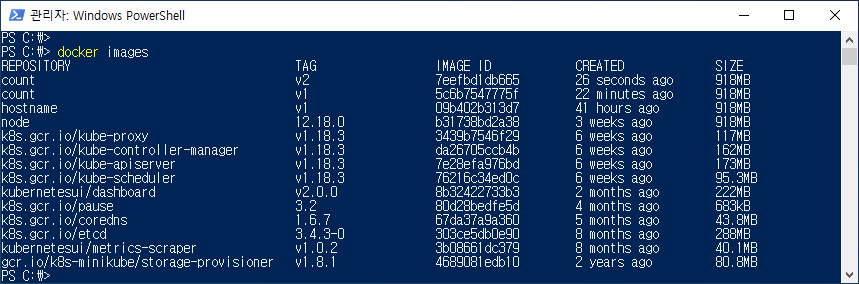 관리자: Windows PowerShell
PS C:\>
PS C:\> docker images
REPOSITORY TAG IMAGE ID CREATED SIZE
count v2 7eefbd1db665 26 seconds ago 918MB
count v1 5c6b7547775f 22 minutes ago 918MB
hostname v1 09b402b313d7 41 hours ago 918MB
node 12.18.0 b31738bd2a38 3 weeks ago 918MB
k8s.gcr.io/kube-proxy v1.18.3 3439b7546f29 6 weeks ago 117MB
k8s.gcr.io/kube-controller-manager v1.18.3 da26705ccb4b 6 weeks ago 162MB
k8s.gcr.io/kube-apiserver v1.18.3 7e28efa976bd 6 weeks ago 173MB
k8s.gcr.io/kube-scheduler v1.18.3 76216c34ed0c 6 weeks ago 95.3MB
kubernetesui/dashboard v2.0.0 8b32422733b3 2 months ago 222MB
k8s.gcr.io/pause 3.2 80d28bedfe5d 4 months ago 683kB
k8s.gcr.io/coredns 1.6.7 67da37a9a360 5 months ago 43.8MB
k8s.gcr.io/etcd 3.4.3-0 303ce5db0e90 8 months ago 288MB
kubernetesui/metrics-scraper v1.0.2 3b08661dc379 8 months ago 40.1MB
gcr.io/k8s-minikube/storage-provisioner v1.8.1 4689081edb10 2 years ago 80.8MB
PS C:\>